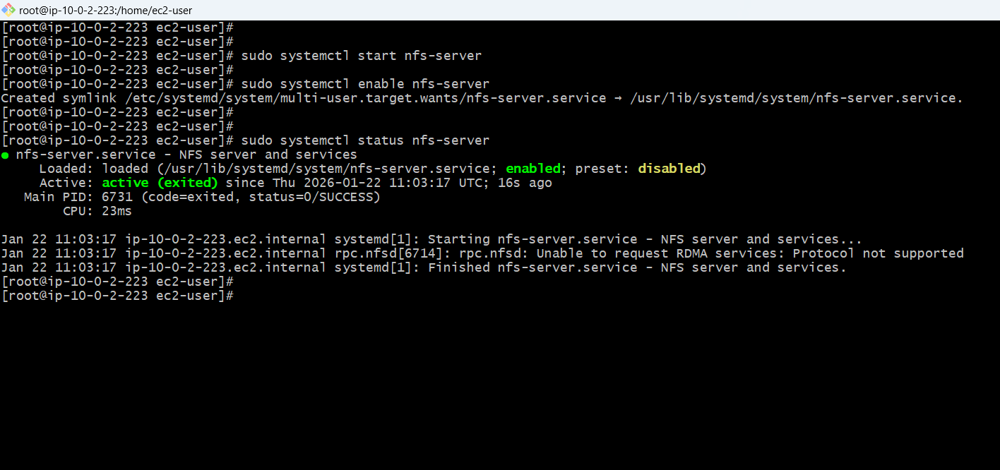 root@ip-10-0-2-223:/home/ec2-user
[root@ip-10-0-2-223 ec2-user]#
[root@ip-10-0-2-223 ec2-user]#
[root@ip-10-0-2-223 ec2-user]# sudo systemctl start nfs-server
[root@ip-10-0-2-223 ec2-user]#
[root@ip-10-0-2-223 ec2-user]# sudo systemctl enable nfs-server
Created symlink /etc/systemd/system/multi-user.target.wants/nfs-server.service → /usr/lib/systemd/system/nfs-server.service.
[root@ip-10-0-2-223 ec2-user]#
[root@ip-10-0-2-223 ec2-user]#
[root@ip-10-0-2-223 ec2-user]# sudo systemctl status nfs-server
● nfs-server.service - NFS server and services
     Loaded: loaded (/usr/lib/systemd/system/nfs-server.service; enabled; preset: disabled)
     Active: active (exited) since Thu 2026-01-22 11:03:17 UTC; 16s ago
   Main PID: 6731 (code=exited, status=0/SUCCESS)
        CPU: 23ms

Jan 22 11:03:17 ip-10-0-2-223.ec2.internal systemd[1]: Starting nfs-server.service - NFS server and services...
Jan 22 11:03:17 ip-10-0-2-223.ec2.internal rpc.nfsd[6714]: rpc.nfsd: Unable to request RDMA services: Protocol not supported
Jan 22 11:03:17 ip-10-0-2-223.ec2.internal systemd[1]: Finished nfs-server.service - NFS server and services.
[root@ip-10-0-2-223 ec2-user]#
[root@ip-10-0-2-223 ec2-user]#